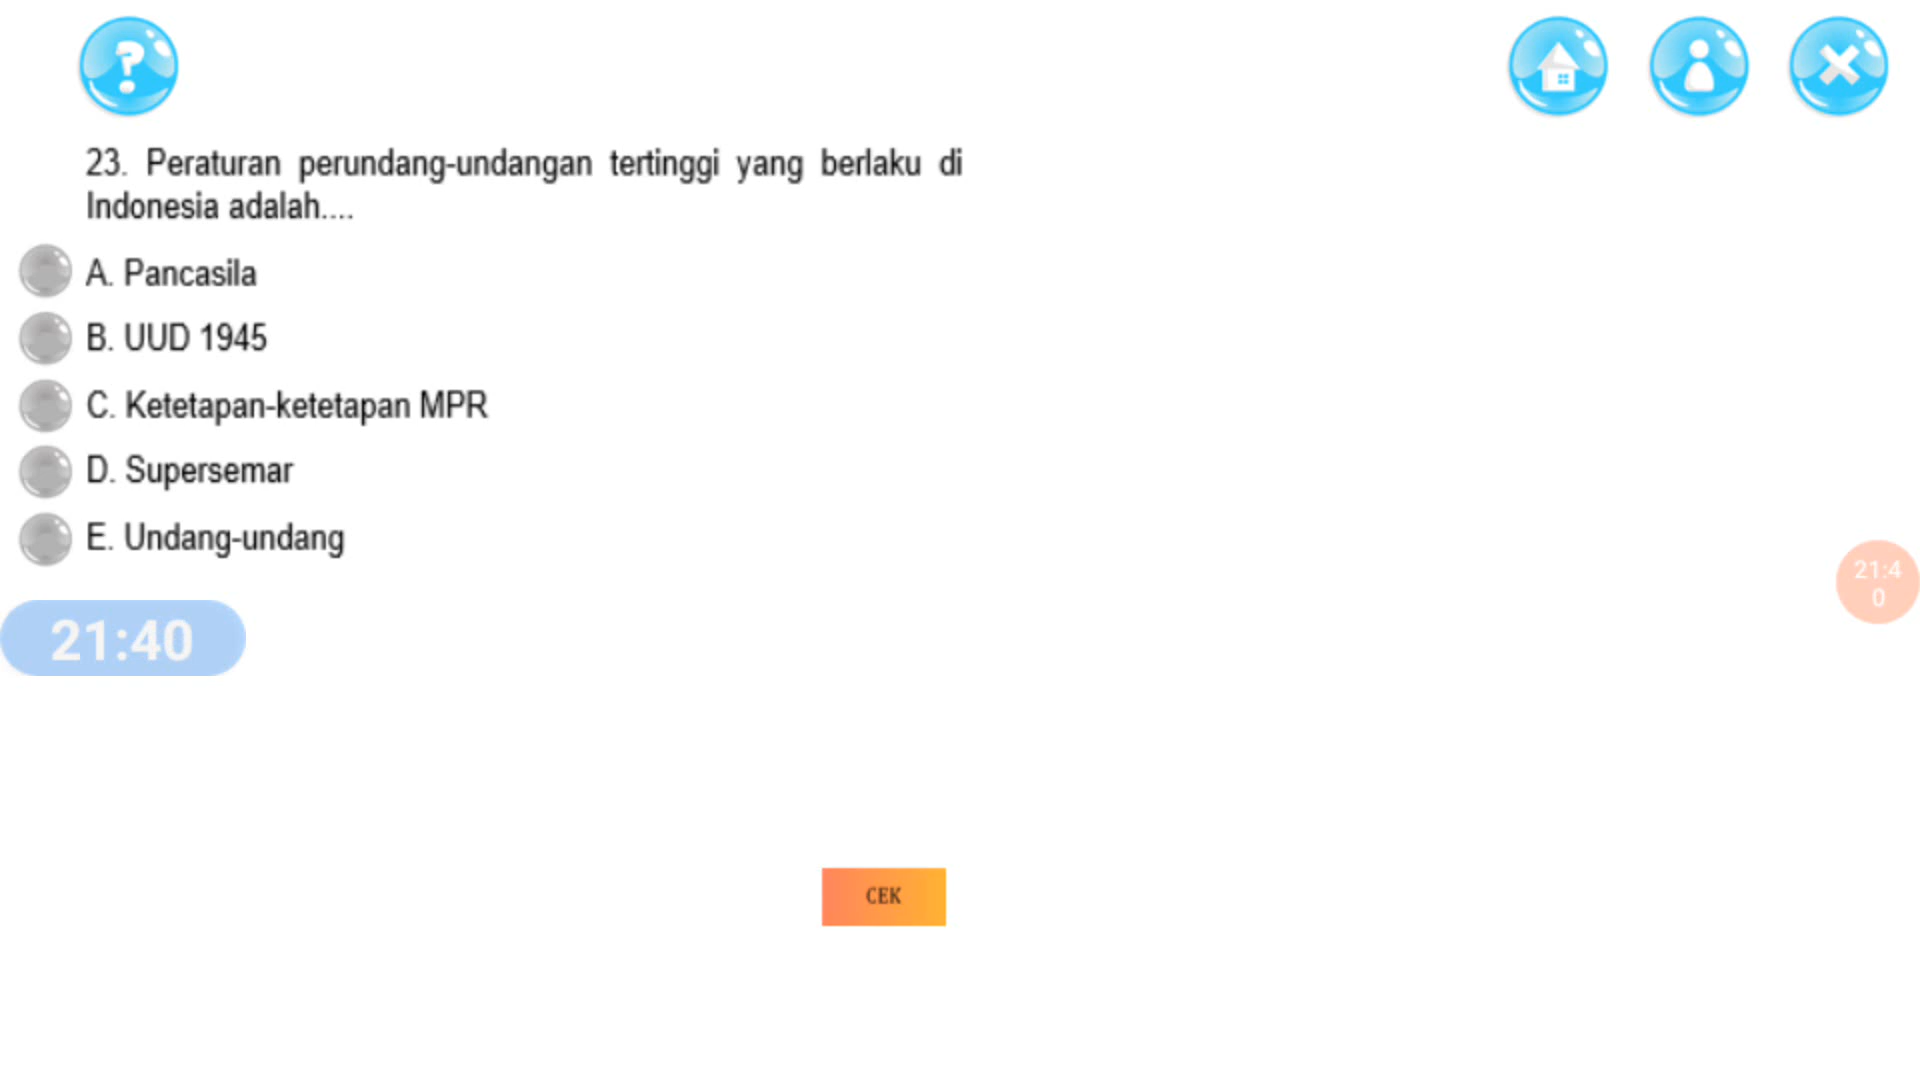 23. Peraturan perundang-undangan tertinggi yang berlaku di
Indonesia adalah....
A. Pancasila
B. UUD 1945
C. Ketetapan-ketetapan MPR
D. Supersemar
E. Undang-undang
21:4
0
21:40
CEK